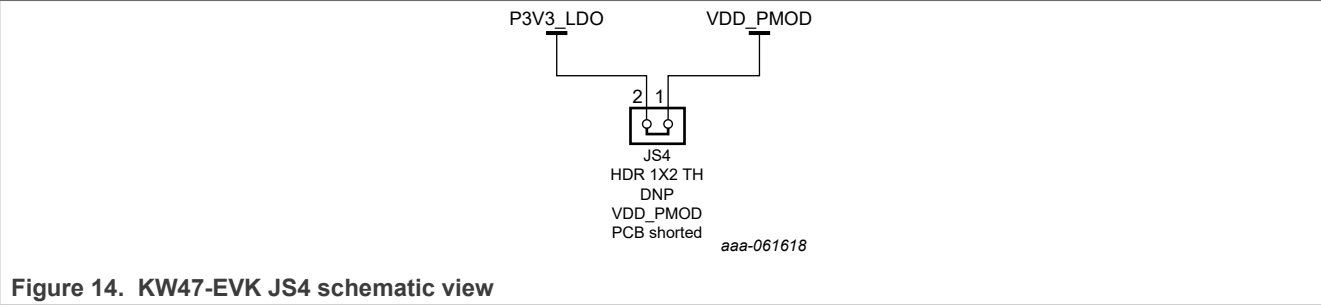 P3V3_LDO VDD_PMOD
2 1
JS4
HDR 1X2 TH
DNP
VDD_PMOD
PCB shorted
aaa-061618
Figure 14. KW47-EVK JS4 schematic view